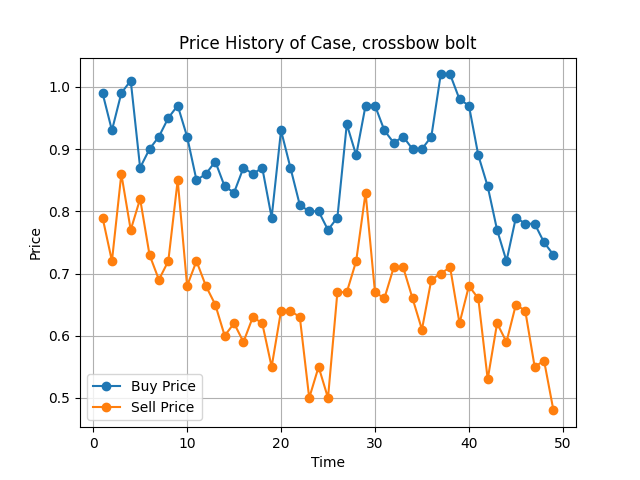 Price History of Case, crossbow bolt
Price
1.0
0.9
0.8
0.7
0.6
0.5
Buy Price
Sell Price
0 10 20 30 40 50
Time